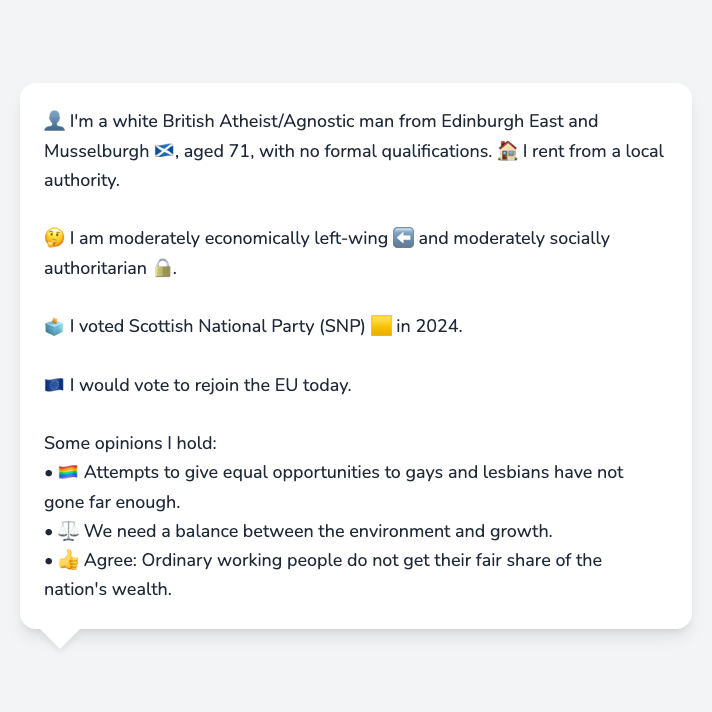 👤 I'm a white British Atheist/Agnostic man from Edinburgh East and
Musselburgh 🏴󠁧󠁢󠁳󠁣󠁴󠁿, aged 71, with no formal qualifications. 🏠 I rent from a local
authority.
🤔 I am moderately economically left-wing ⬅️ and moderately socially
authoritarian 🔒.
🗳️ I voted Scottish National Party (SNP) 🟨 in 2024.
🇪🇺 I would vote to rejoin the EU today.
Some opinions I hold:
• 🏳️‍🌈 Attempts to give equal opportunities to gays and lesbians have not
gone far enough.
• ⚖️ We need a balance between the environment and growth.
• 👍 Agree: Ordinary working people do not get their fair share of the
nation's wealth.